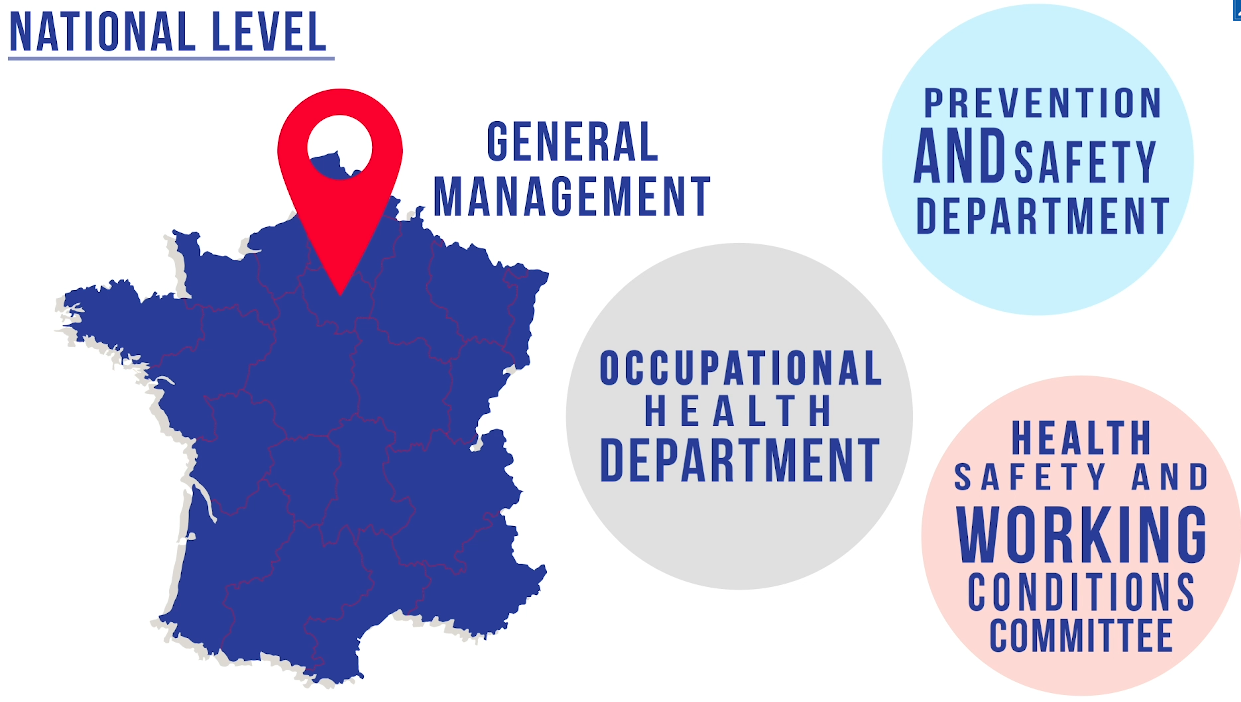 NATIONAL LEVEL
GENERAL
MANAGEMENT
PREVENTION
AND SAFETY
DEPARTMENT
OCCUPATIONAL
HEALTH
DEPARTMENT
HEALTH
SAFETY AND
WORKING
CONDITIONS
COMMITTEE